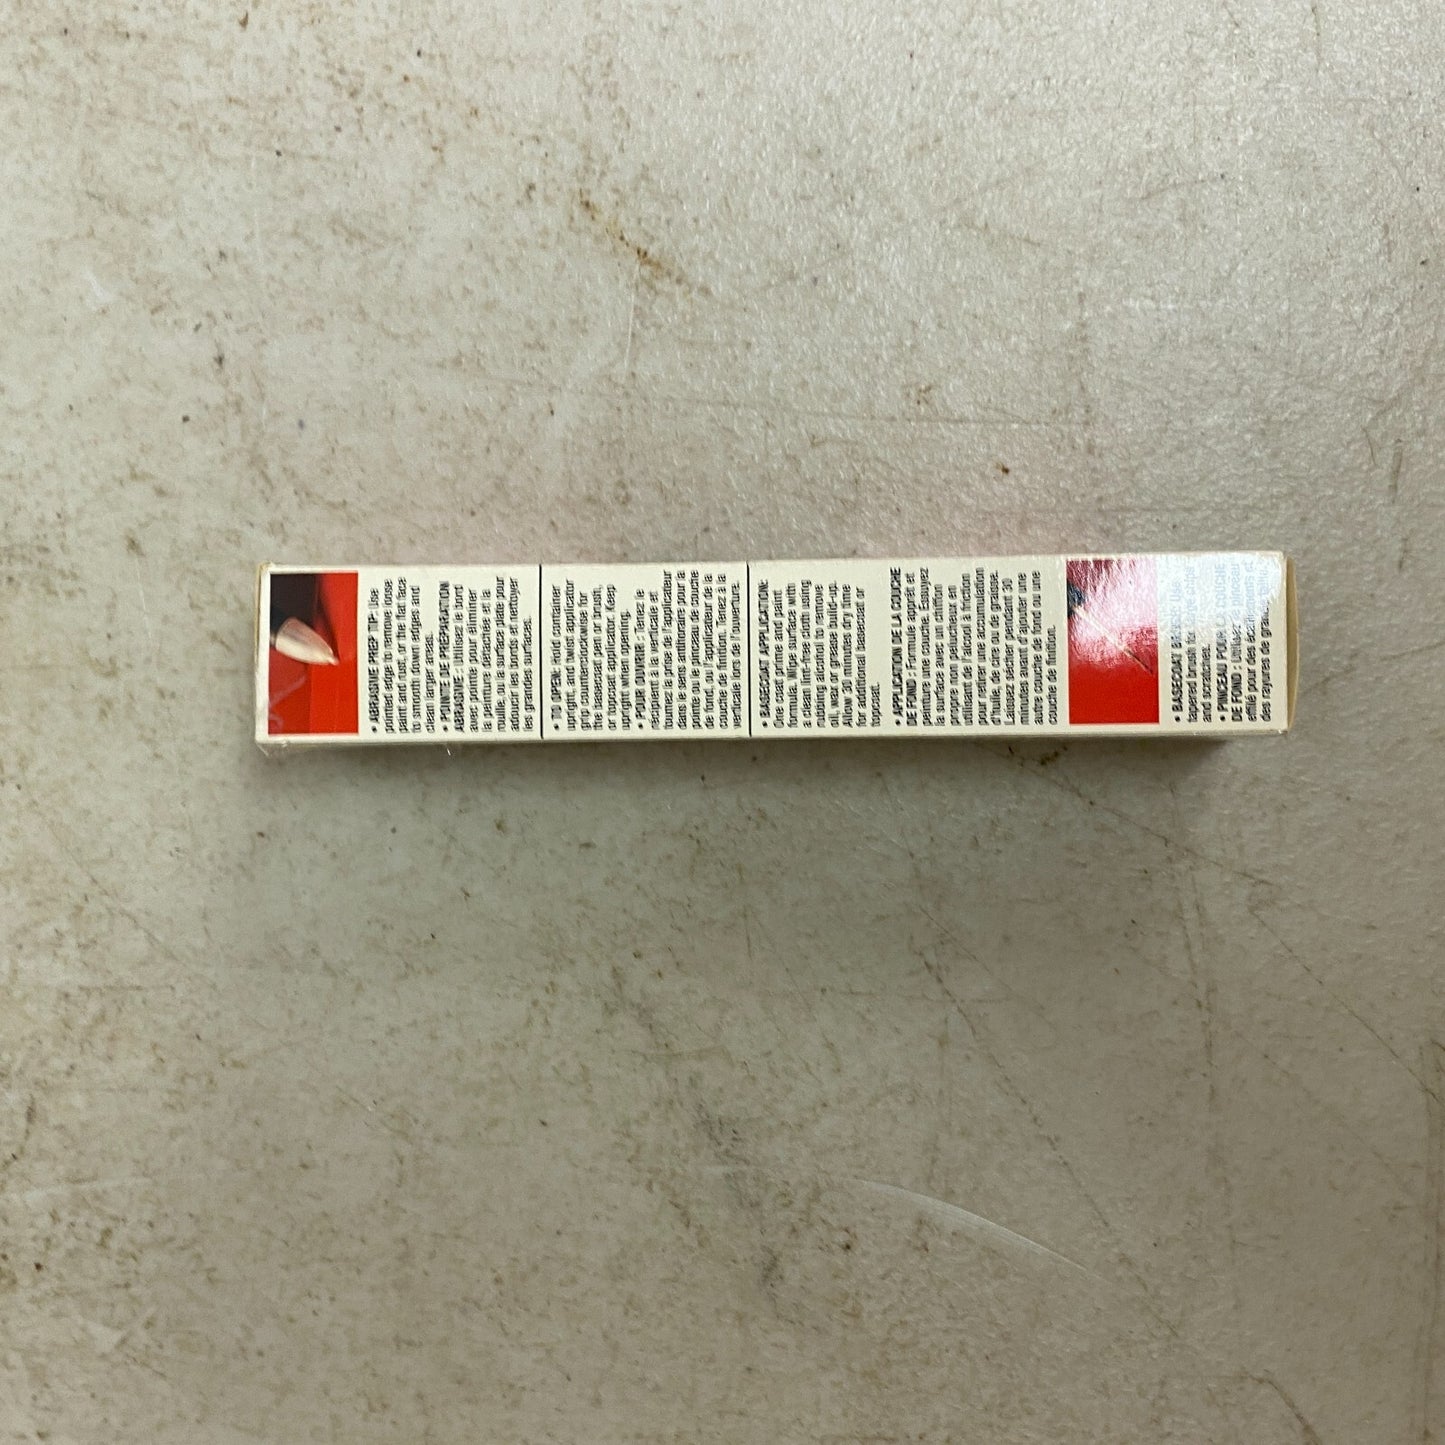 • ABRASIVE PREP TIP: Use
pointed edge to remove loose
paint and rust, or the flat face
to smooth down edges and
clean larger areas.
• POINTE DE PRÉPARATION
ABRASIVE : Utilisez le bord
avec pointe pour éliminer
la peinture détachée et la
rouille, ou la surface plate pour
adoucir les bords et nettoyer
les grandes surfaces.
• TO OPEN: Hold container
upright, and twist applicator
grip counterclockwise for
the basecoat pen or brush,
or topcoat applicator. Keep
upright when opening.
• POUR OUVRIR : Tenez le
récipient à la verticale et
tournez la prise de l'applicateur
dans le sens antihoraire pour la
pointe ou le pinceau de couche
de fond, ou l'applicateur de la
couche de finition. Tenez à la
verticale lors de l'ouverture.
• BASECOAT APPLICATION:
One coat prime and paint
formula. Wipe surface with
a clean lint-free cloth using
rubbing alcohol to remove
oil, wax or grease build-up.
Allow 30 minutes dry time
for additional basecoat or
topcoat.
• APPLICATION DE LA COUCHE
DE FOND : Formule apprêt et
peinture une couche. Essuyez
la surface avec un chiffon
propre non pelucheux en
utilisant de l'alcool à friction
pour retirer une accumulation
d'huile, de cire ou de graisse.
Laissez sécher pendant 30
minutes avant d'ajouter une
autre couche de fond ou une
couche de finition.
• BASECOAT BRUSH: Use
tapered brush for chipped
and scratches.
• PINCEAU POUR LA COUCHE
DE FOND : Utilisez le pinceau
effilé pour des écaillements et
des rayures de grande